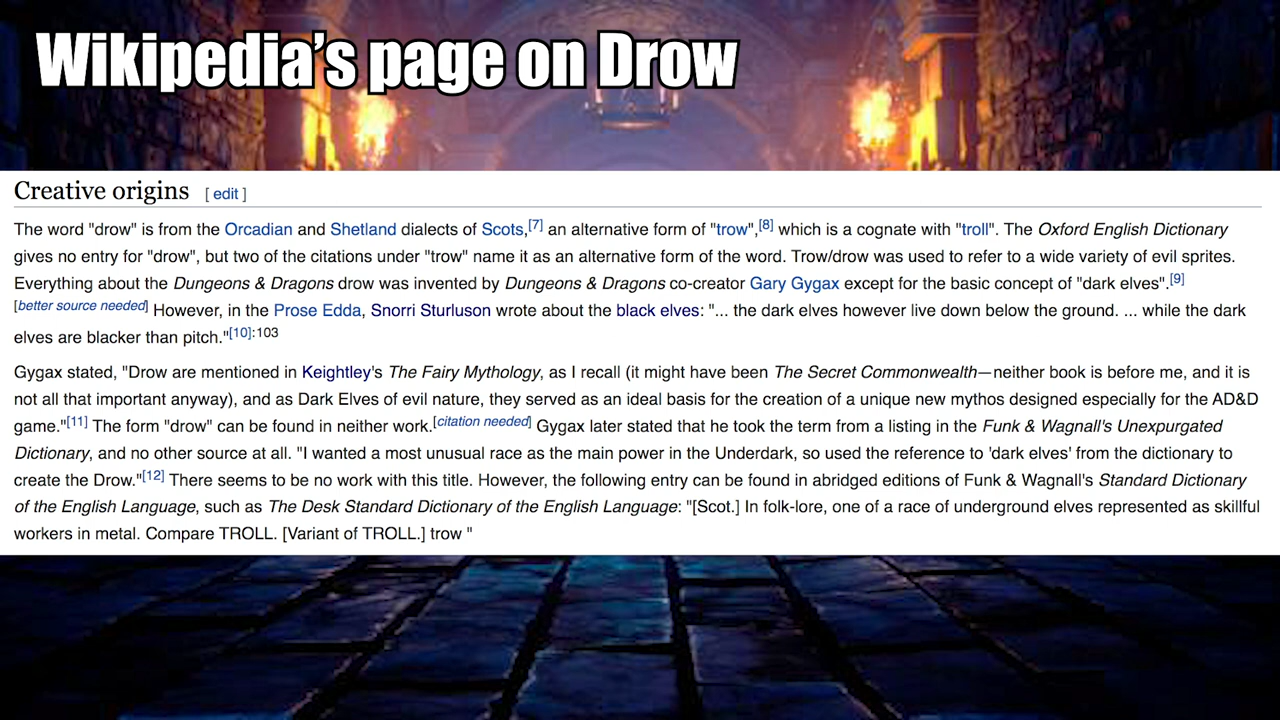 Wikipedia’s page on Drow
Creative origins [ edit ]
The word "drow" is from the Orcadian and Shetland dialects of Scots,[7] an alternative form of "trow",[8] which is a cognate with "troll". The Oxford English Dictionary
gives no entry for "drow", but two of the citations under "trow" name it as an alternative form of the word. Trow/drow was used to refer to a wide variety of evil sprites.
Everything about the Dungeons & Dragons drow was invented by Dungeons & Dragons co-creator Gary Gygax except for the basic concept of "dark elves".[9]
[better source needed] However, in the Prose Edda, Snorri Sturluson wrote about the black elves: "... the dark elves however live down below the ground. ... while the dark
elves are blacker than pitch."[10]:103
Gygax stated, "Drow are mentioned in Keightley's The Fairy Mythology, as I recall (it might have been The Secret Commonwealth—neither book is before me, and it is
not all that important anyway), and as Dark Elves of evil nature, they served as an ideal basis for the creation of a unique new mythos designed especially for the AD&D
game."[11] The form "drow" can be found in neither work.[citation needed] Gygax later stated that he took the term from a listing in the Funk & Wagnall's Unexpurgated
Dictionary, and no other source at all. "I wanted a most unusual race as the main power in the Underdark, so used the reference to 'dark elves' from the dictionary to
create the Drow."[12] There seems to be no work with this title. However, the following entry can be found in abridged editions of Funk & Wagnall's Standard Dictionary
of the English Language, such as The Desk Standard Dictionary of the English Language: "[Scot.] In folk-lore, one of a race of underground elves represented as skillful
workers in metal. Compare TROLL. [Variant of TROLL.] trow "